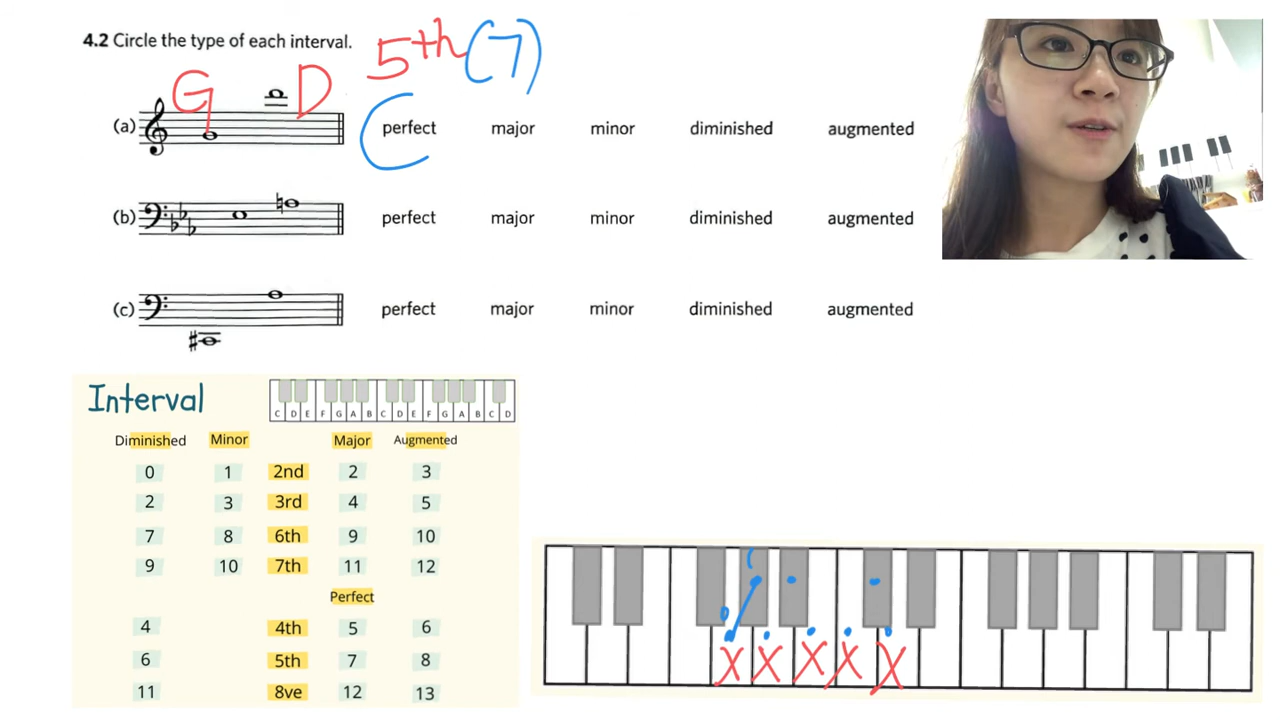 4.2 Circle the type of each interval. 5th (7)
G D
(a) perfect major minor diminished augmented
(b) perfect major minor diminished augmented
(c) perfect major minor diminished augmented
Interval
C D E F G A B C D E F G A B C D
Diminished Minor Major Augmented
0 1 2nd 2 3
2 3 3rd 4 5
7 8 6th 9 10
9 10 7th 11 12
Perfect
4 4th 5 6
6 5th 7 8
11 8ve 12 13
0
X X X X X